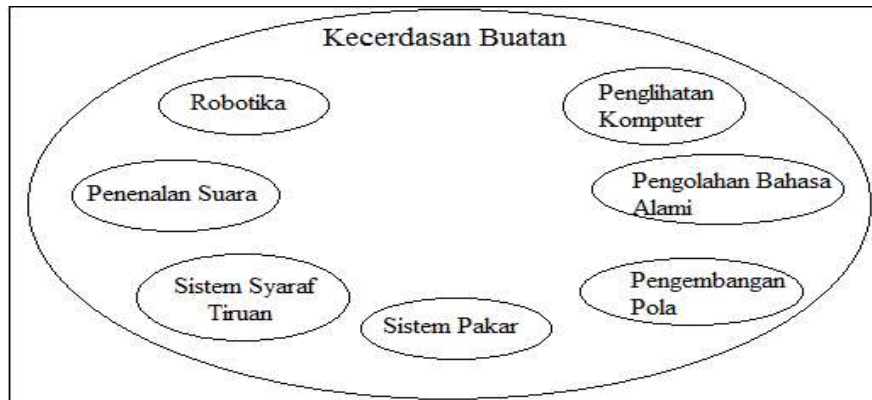 Kecerdasan Buatan
Robotika
Penglihatan
Komputer
Penenalan Suara
Pengolahan Bahasa
Alami
Sistem Syaraf
Tiruan
Pengembangan
Pola
Sistem Pakar